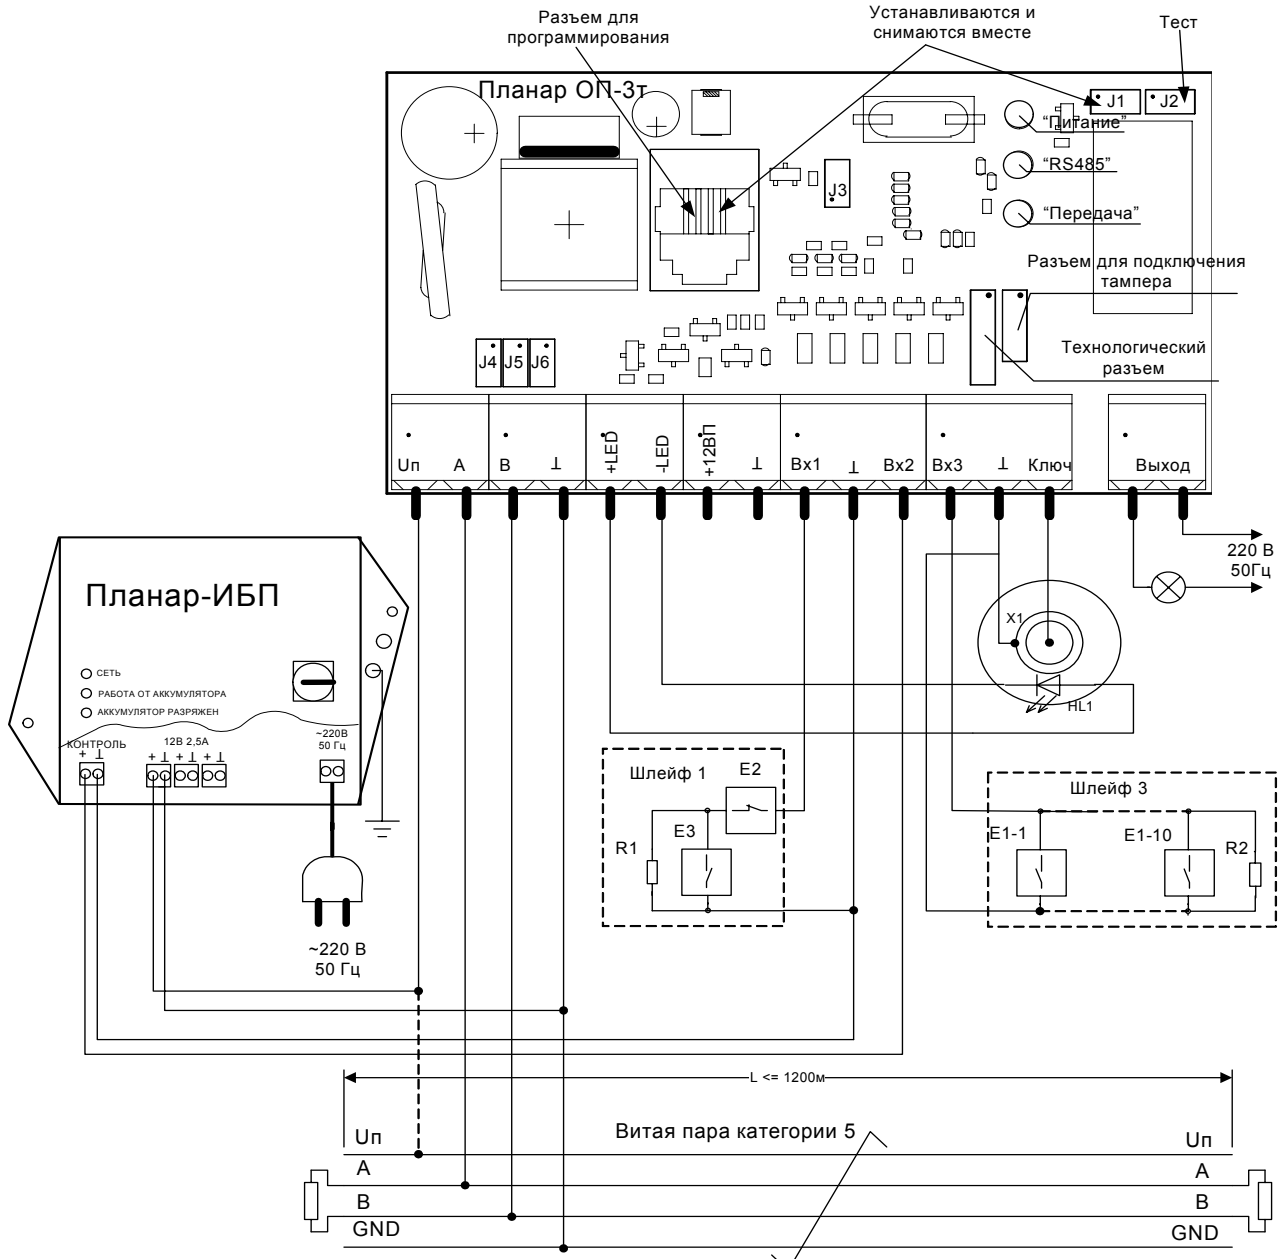 Разъем для
программирования
Устанавливаются и
снимаются вместе
Тест
Планар ОП-3т
J1
J2
“Питание”
“RS485”
J3
“Передача”
Разъем для подключения
тампера
Технологический
разъем
J4
J5
J6
Uп
А
В
⊥
+LED
-LED
+12ВП
⊥
Вх1
⊥
Вх2
Вх3
⊥
Ключ
Выход
220 В
50Гц
Планар-ИБП
X1
HL1
СЕТЬ
РАБОТА ОТ АККУМУЛЯТОРА
АККУМУЛЯТОР РАЗРЯЖЕН
КОНТРОЛЬ
+ ⊥
12В 2,5А
+ ⊥ + ⊥ + ⊥
~220В
50 Гц
Шлейф 1
E2
E3
R1
Шлейф 3
E1-1
E1-10
R2
~220 В
50 Гц
L <= 1200м
Витая пара категории 5
Uп
Uп
А
А
В
В
GND
GND